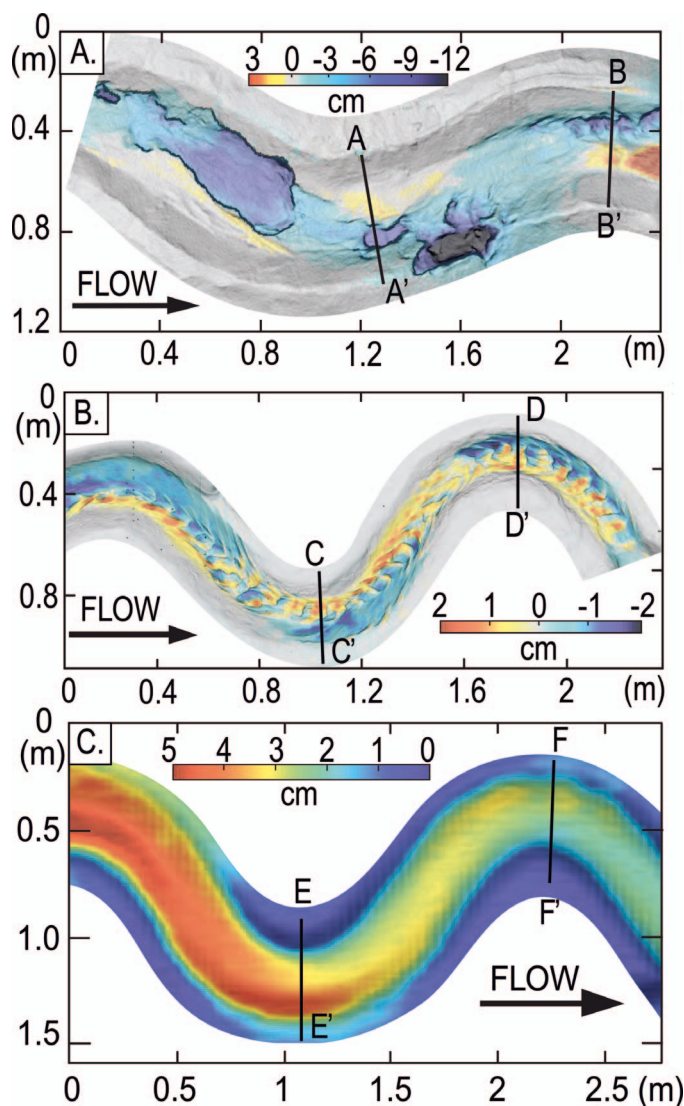 0
(m)
A.
3 0 -3 -6 -9 -12
cm
A
B
0.4
0.8
B'
A'
FLOW
1.2
0 0.4 0.8 1.2 1.6 2 (m)
0
(m)
B.
D
0.4
D'
C
0.8
FLOW
C'
2 1 0 -1 -2
cm
0 0.4 0.8 1.2 1.6 2 (m)
0
(m)
C.
5 4 3 2 1 0
cm
F
0.5
E
F'
1.0
FLOW
E'
1.5
0 0.5 1 1.5 2 2.5 (m)